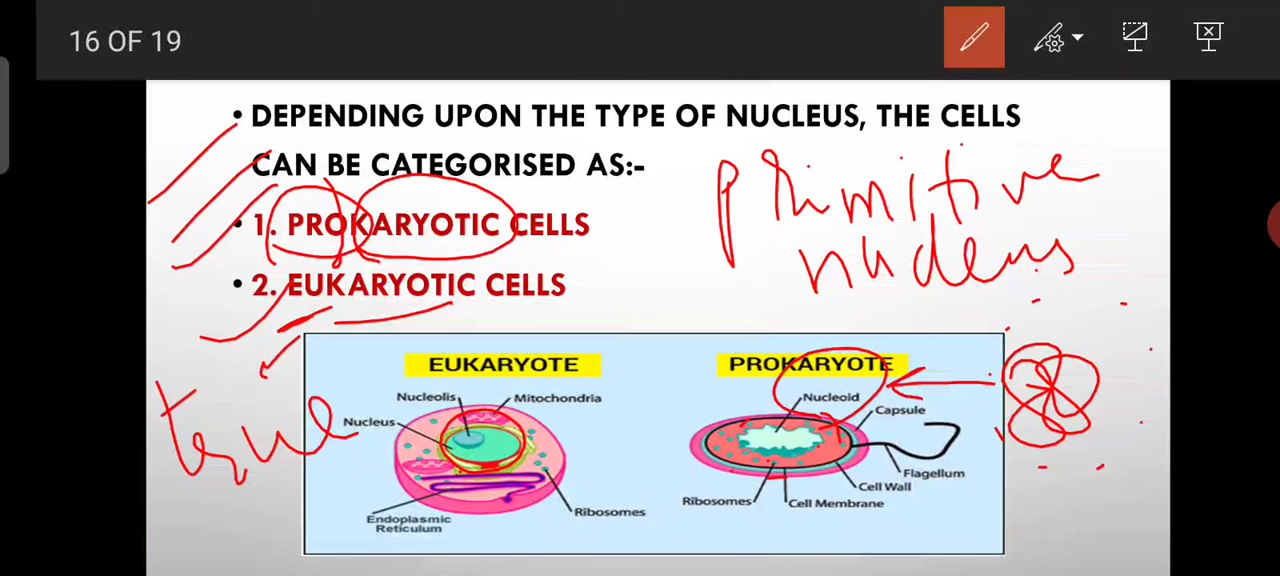 16 OF 19
• DEPENDING UPON THE TYPE OF NUCLEUS, THE CELLS
CAN BE CATEGORISED AS:-
• 1. PROKARYOTIC CELLS
• 2. EUKARYOTIC CELLS
primitive
nucleus
true
EUKARYOTE
Nucleolis
Mitochondria
Nucleus
Endoplasmic
Reticulum
Ribosomes
PROKARYOTE
Nucleoid
Capsule
Flagellum
Cell Wall
Ribosomes
Cell Membrane